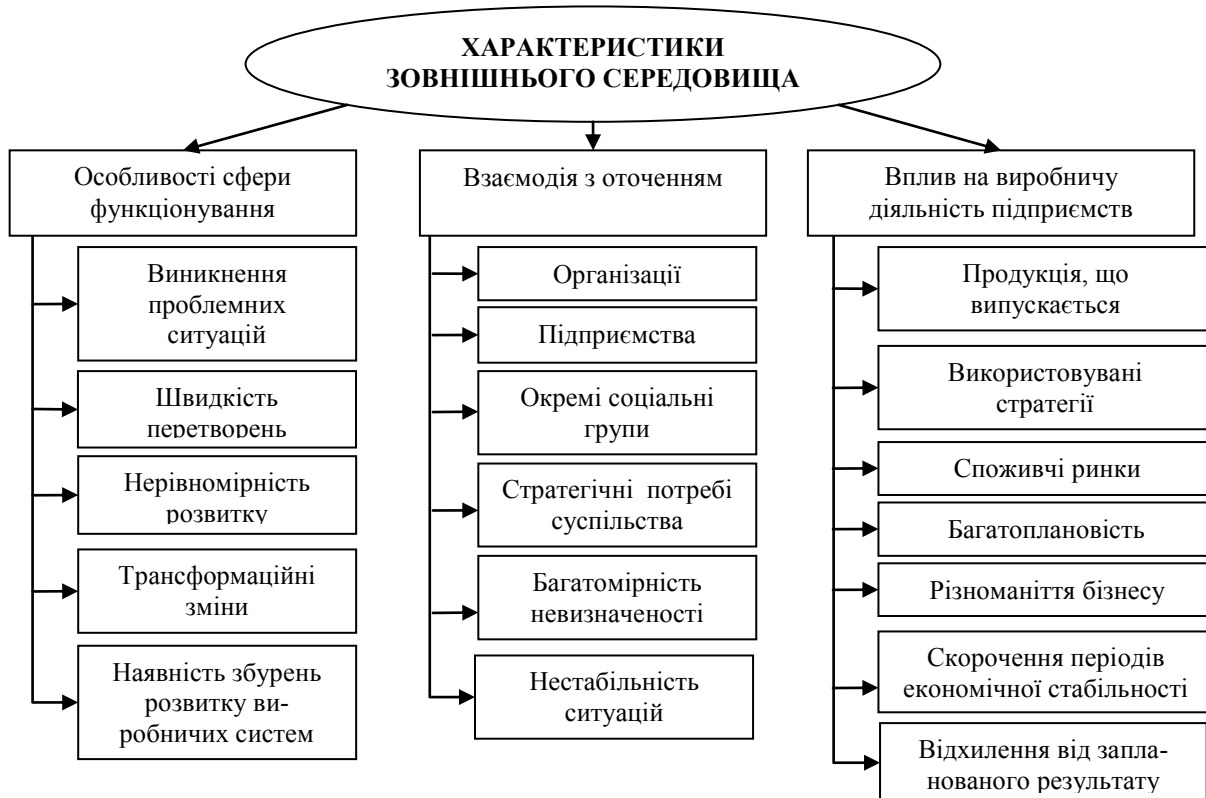 ХАРАКТЕРИСТИКИ
ЗОВНІШНЬОГО СЕРЕДОВИЩА
Особливості сфери
функціонування
Виникнення
проблемних
ситуацій
Швидкість
перетворень
Нерівномірність
розвитку
Трансформаційні
зміни
Наявність збурень
розвитку ви-
робничих систем
Взаємодія з оточенням
Організації
Підприємства
Окремі соціальні
групи
Стратегічні потребі
суспільства
Багатомірність
невизначеності
Нестабільність
ситуацій
Вплив на виробничу
діяльність підприємств
Продукція, що
випускається
Використовувані
стратегії
Споживчі ринки
Багатоплановість
Різноманіття бізнесу
Скорочення періодів
економічної стабільності
Відхилення від запла-
нованого результату